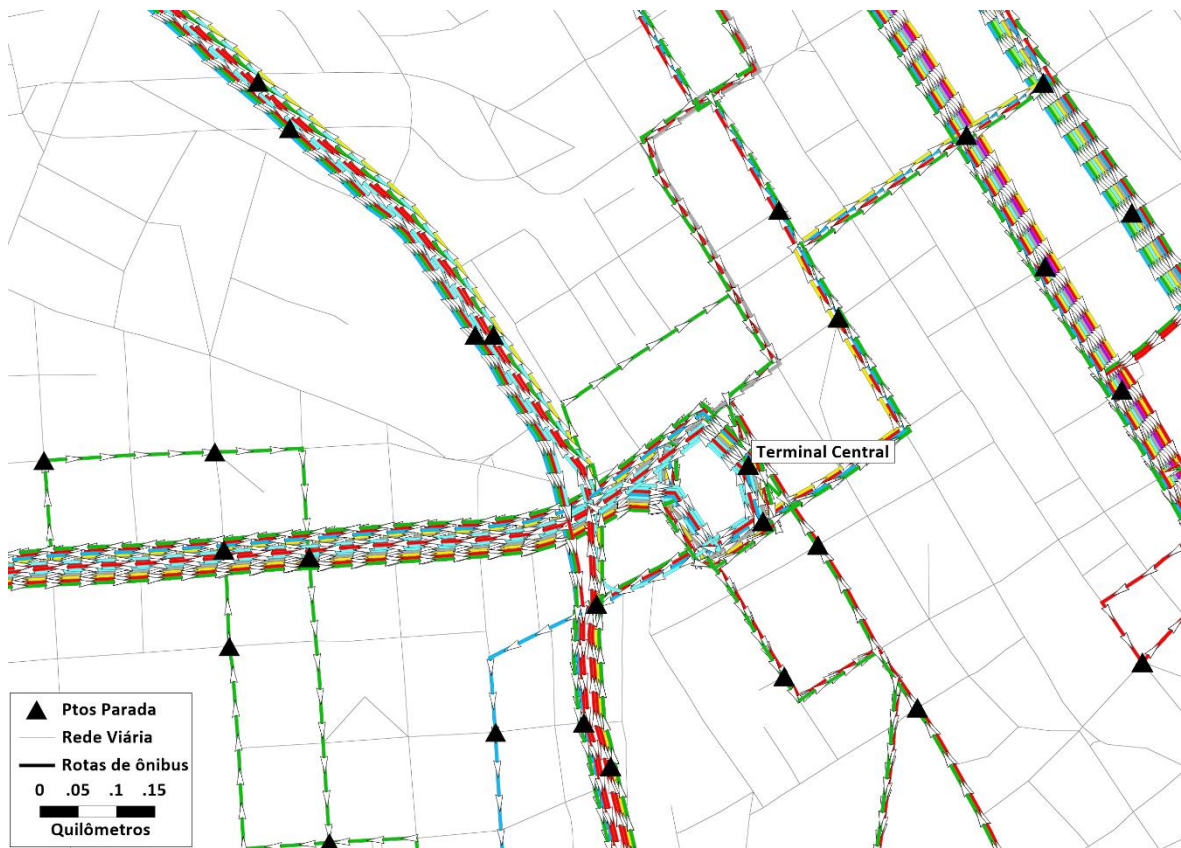 Terminal Central
Ptos Parada
Rede Viária
Rotas de ônibus
0 .05 .1 .15
Quilômetros